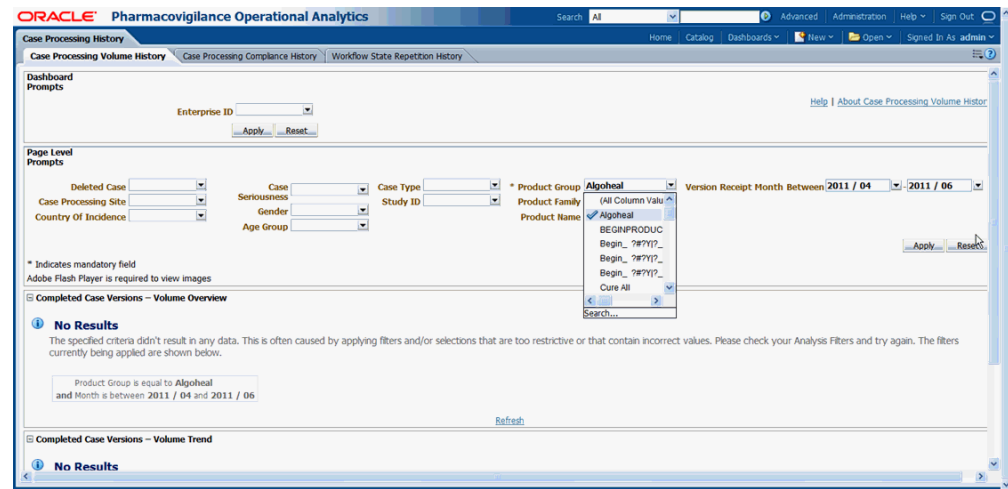 ORACLE® Pharmacovigilance Operational Analytics Search All Advanced Administration Help Sign Out
Case Processing History Home Catalog Dashboards New Open Signed In As admin
Case Processing Volume History Case Processing Compliance History Workflow State Repetition History
Dashboard
Prompts
Help | About Case Processing Volume Histor
Enterprise ID
Apply Reset
Page Level
Prompts
Deleted Case Case Seriousness Case Type * Product Group Algoheal Version Receipt Month Between 2011 / 04 - 2011 / 06
Case Processing Site Gender Study ID Product Family (All Column Valu
Country Of Incidence Age Group Product Name Algoheal
BEGINPRODUC
Begin_ ?#?Y|?_
Begin_ ?#?Y|?_
Begin_ ?#?Y|?_
Cure All
Search...
Apply Reset
* Indicates mandatory field
Adobe Flash Player is required to view images
Completed Case Versions – Volume Overview
No Results
The specified criteria didn't result in any data. This is often caused by applying filters and/or selections that are too restrictive or that contain incorrect values. Please check your Analysis Filters and try again. The filters
currently being applied are shown below.
Product Group is equal to Algoheal
and Month is between 2011 / 04 and 2011 / 06
Refresh
Completed Case Versions – Volume Trend
No Results